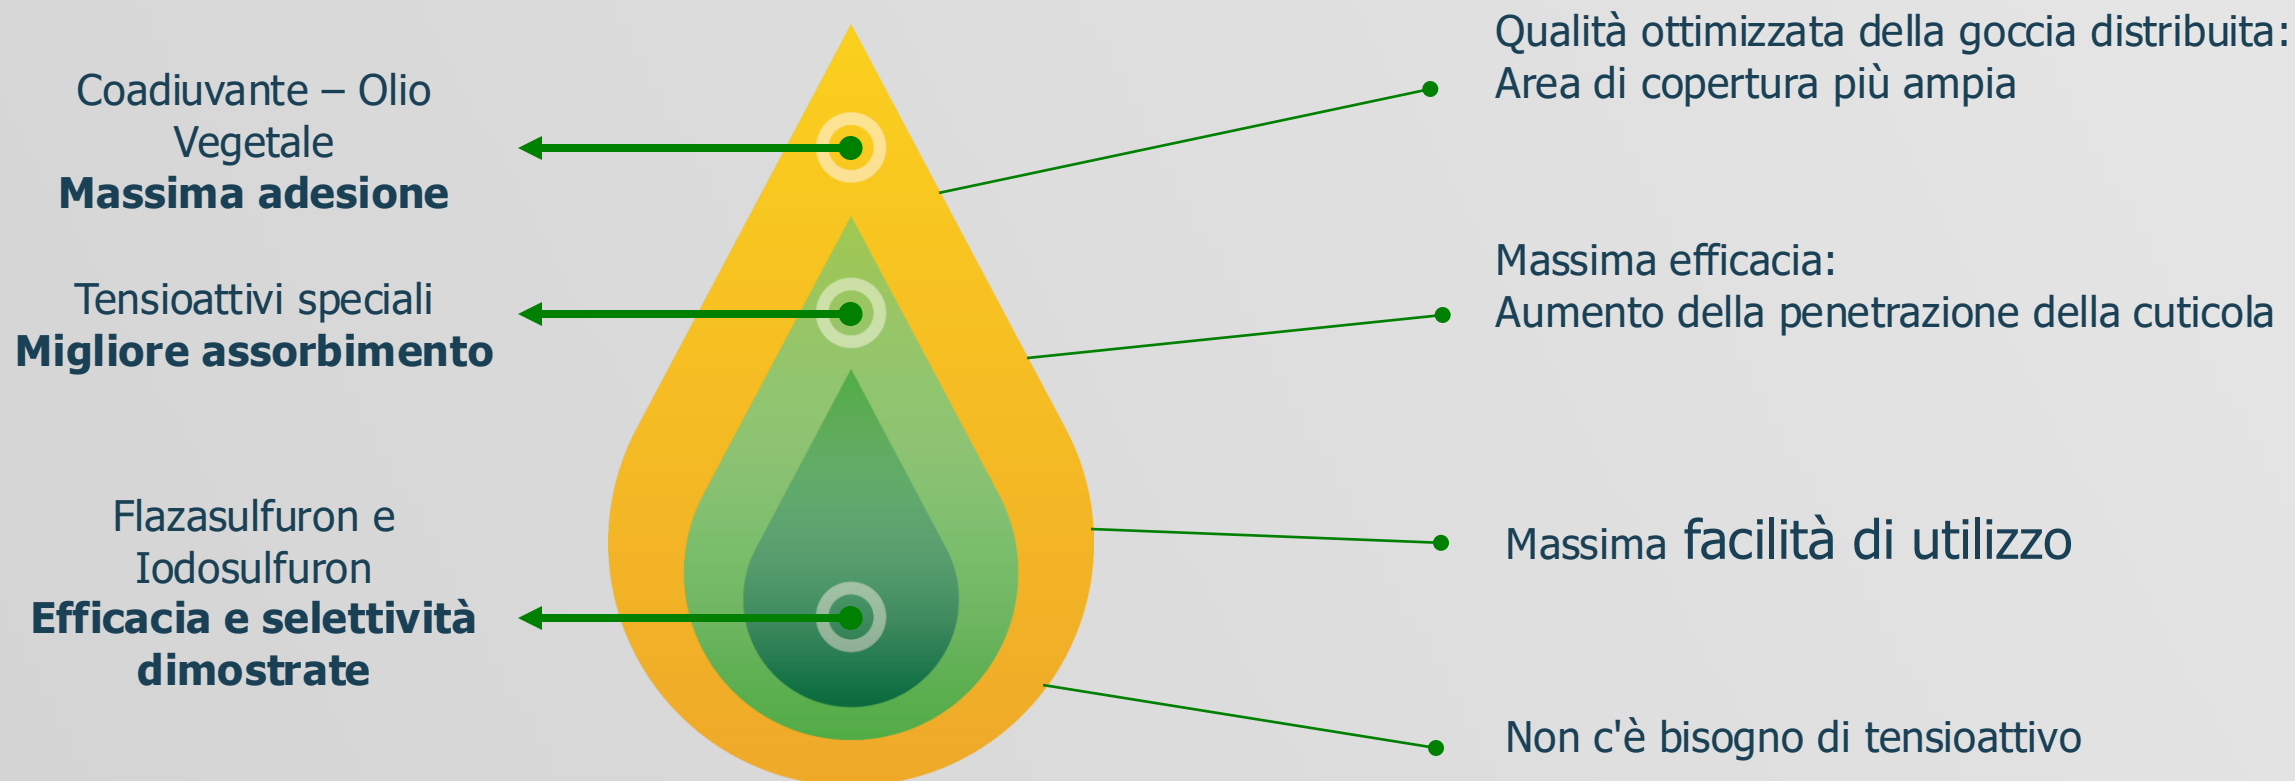 Coadiuvante – Olio
Vegetale
Massima adesione
Tensioattivi speciali
Migliore assorbimento
Flazasulfuron e
Iodosulfuron
Efficacia e selettività
dimostrate
Qualità ottimizzata della goccia distribuita:
Area di copertura più ampia
Massima efficacia:
Aumento della penetrazione della cuticola
Massima facilità di utilizzo
Non c'è bisogno di tensioattivo